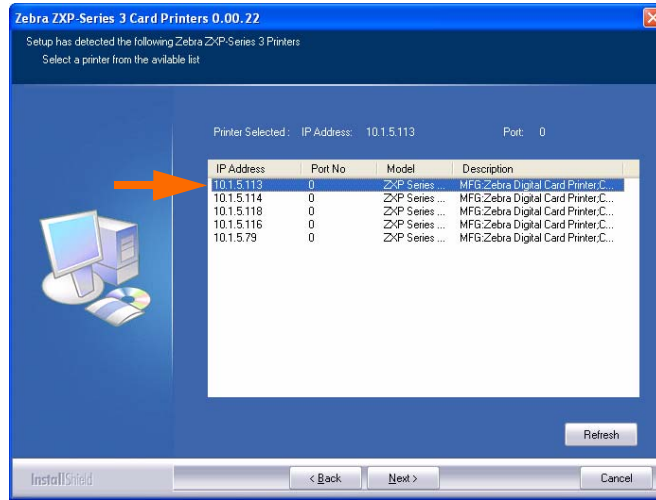 Zebra ZXP-Series 3 Card Printers 0.00.22
Setup has detected the following Zebra ZXP-Series 3 Printers
Select a printer from the avilable list
Printer Selected : IP Address: 10.1.5.113 Port: 0
IP Address Port No Model Description
10.1.5.113 0 ZXP Series ... MFG:Zebra Digital Card Printer;C...
10.1.5.114 0 ZXP Series ... MFG:Zebra Digital Card Printer;C...
10.1.5.118 0 ZXP Series ... MFG:Zebra Digital Card Printer;C...
10.1.5.116 0 ZXP Series ... MFG:Zebra Digital Card Printer;C...
10.1.5.79 0 ZXP Series ... MFG:Zebra Digital Card Printer;C...
Refresh
InstallShield < Back Next > Cancel